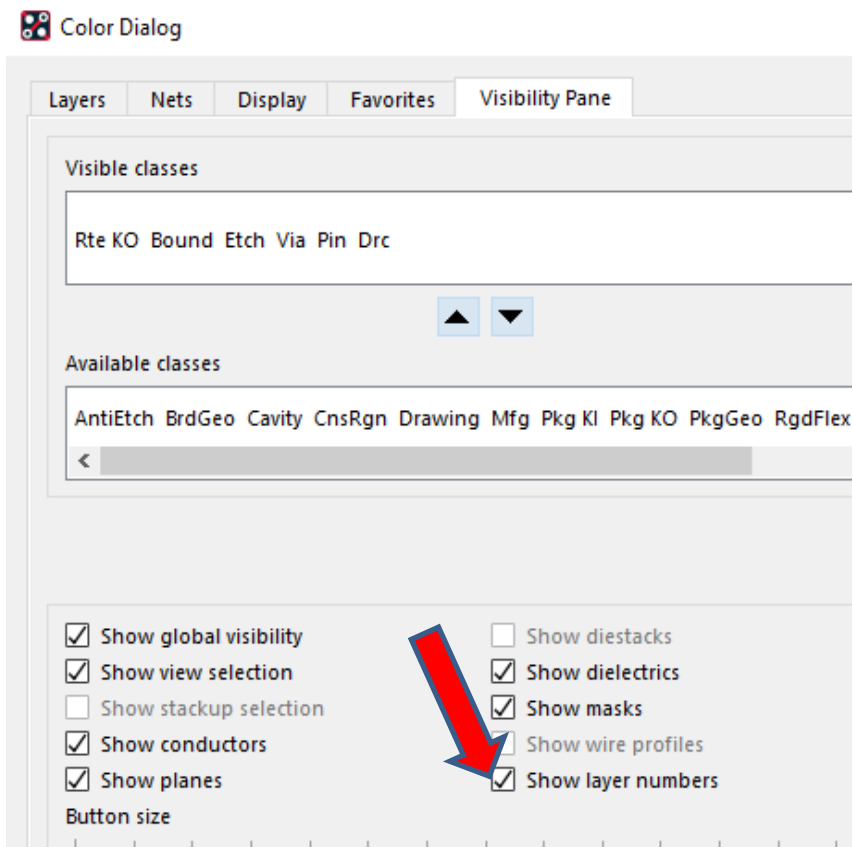 Color Dialog
Layers Nets Display Favorites Visibility Pane
Visible classes
Rte KO Bound Etch Via Pin Drc
Available classes
AntiEtch BrdGeo Cavity CnsRgn Drawing Mfg Pkg KI Pkg KO PkgGeo RgdFlex
Show global visibility Show diestacks
Show view selection Show dielectrics
Show stackup selection Show masks
Show conductors Show wire profiles
Show planes Show layer numbers
Button size